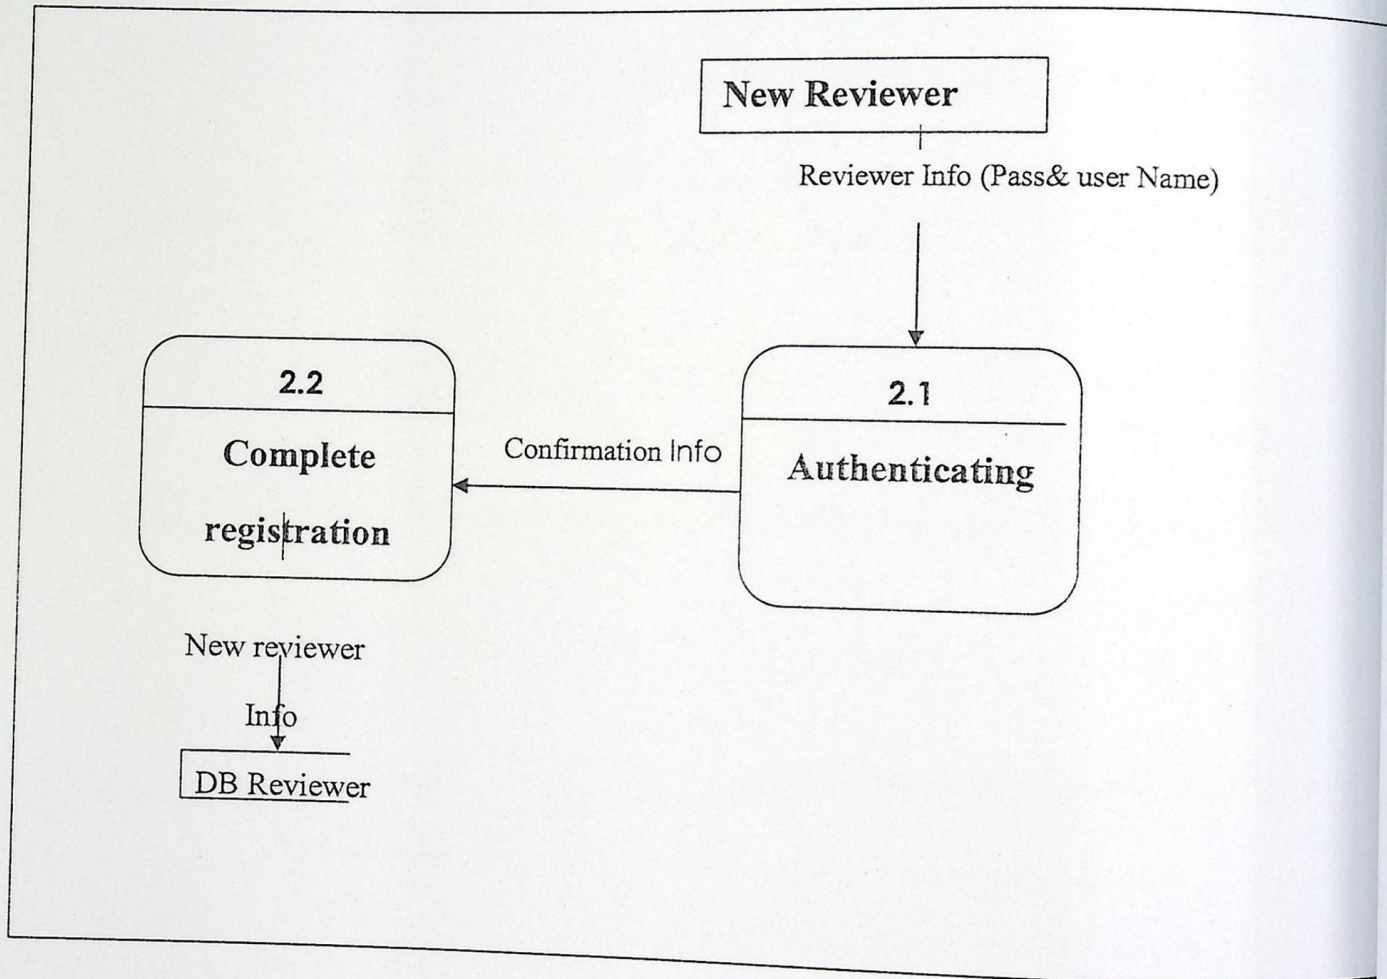 New Reviewer
Reviewer Info (Pass& user Name)
2.2
Complete
registration
Confirmation Info
2.1
Authenticating
New reviewer
Info
DB Reviewer